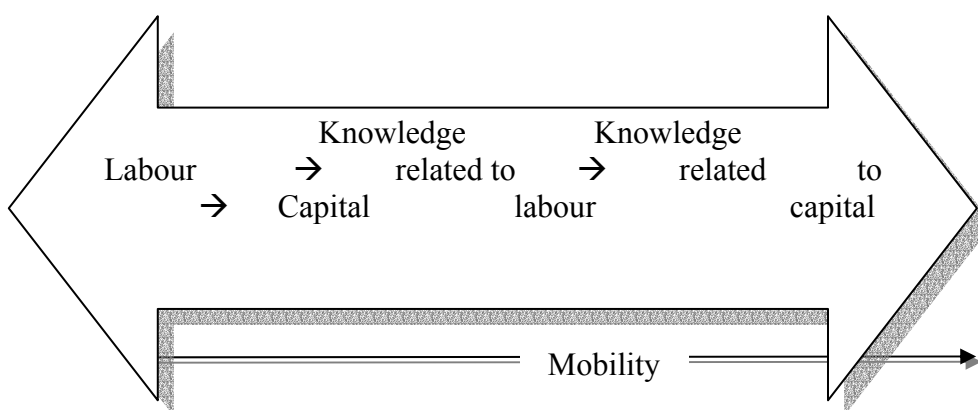 Knowledge Knowledge
Labour → related to → related to
→ Capital labour capital
Mobility